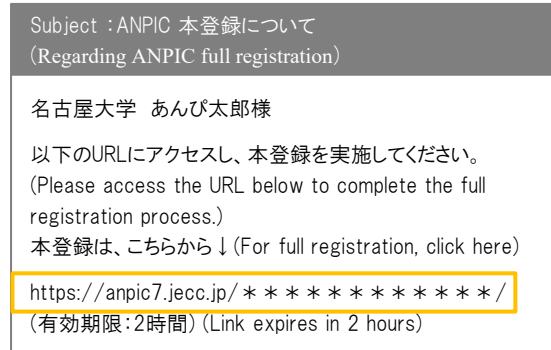 Subject ：ANPIC 本登録について
（Regarding ANPIC full registration）
名古屋大学　あんぴ太郎様
以下のURLにアクセスし、本登録を実施してください。
(Please access the URL below to complete the full
registration process.)
本登録は、こちらから↓(For full registration, click here)
https://anpic7.jecc.jp/＊＊＊＊＊＊＊＊＊＊＊＊/
(有効期限：2時間) (Link expires in 2 hours)